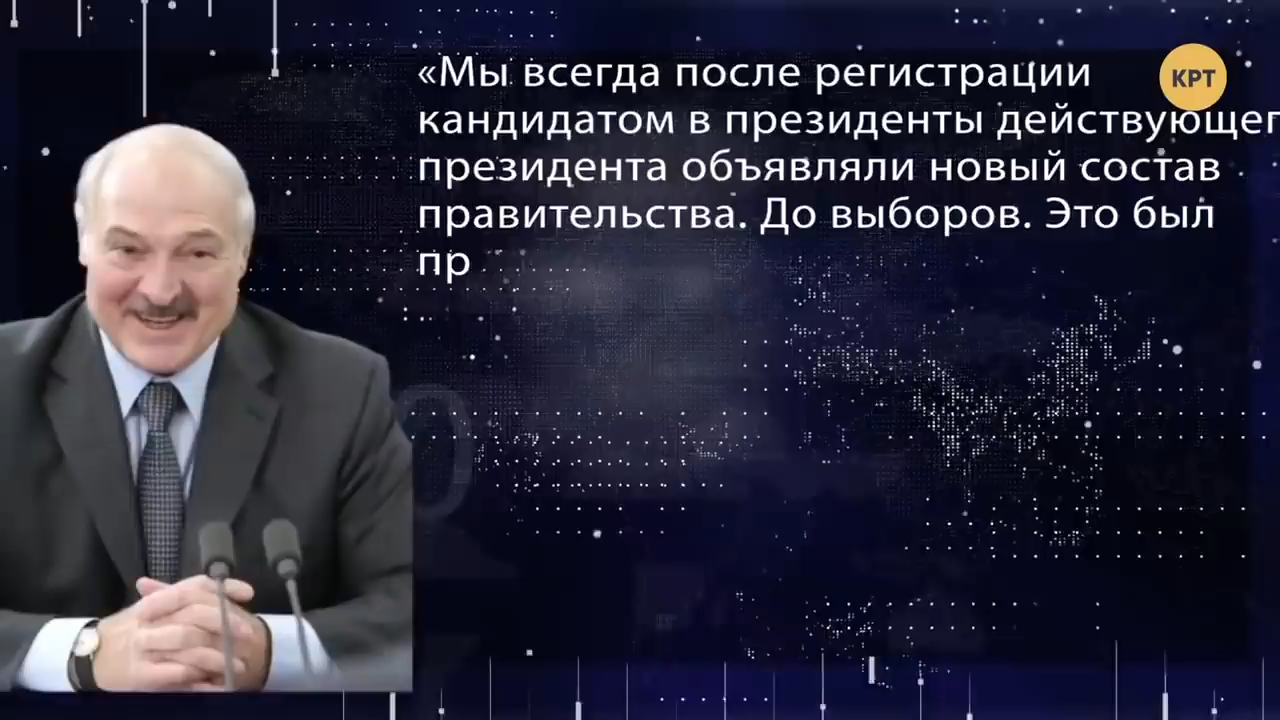 «Мы всегда после регистрации
КРТ
кандидатом в президенты действующег
президента объявляли новый состав
правительства. До выборов. Это был
пр